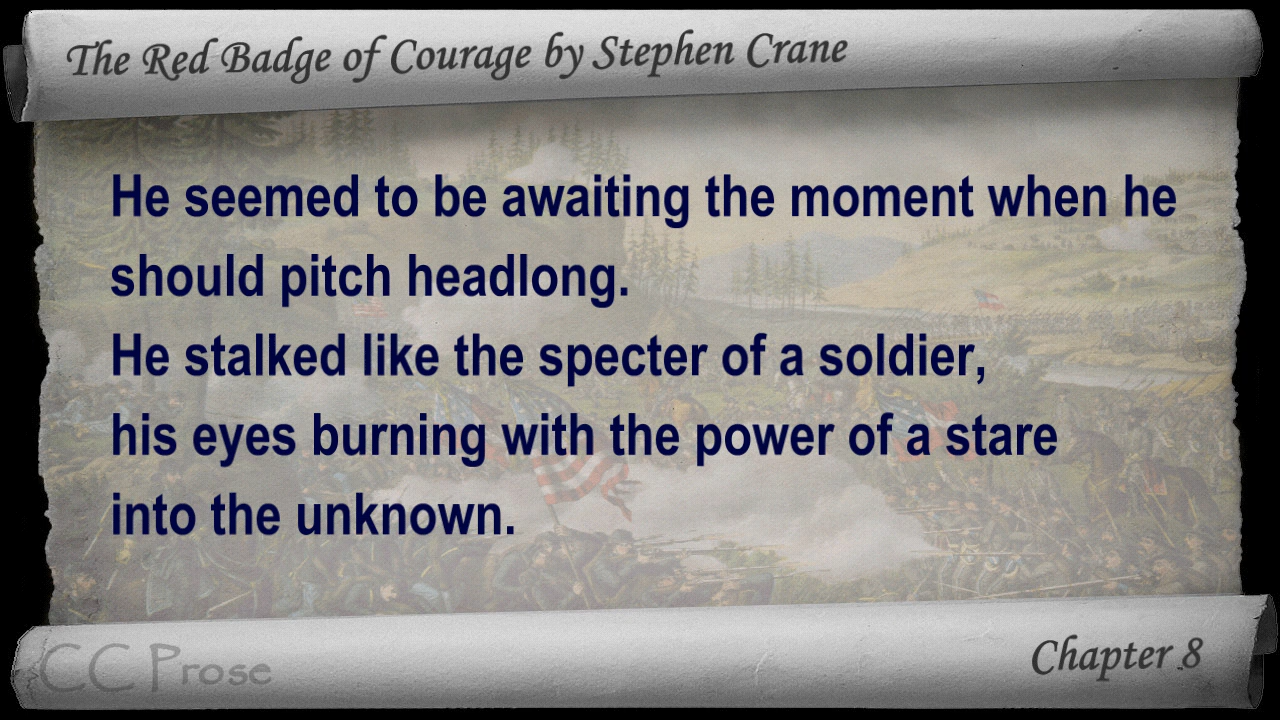 The Red Badge of Courage by Stephen Crane
He seemed to be awaiting the moment when he
should pitch headlong.
He stalked like the specter of a soldier,
his eyes burning with the power of a stare
into the unknown.
CC Prose
Chapter 8